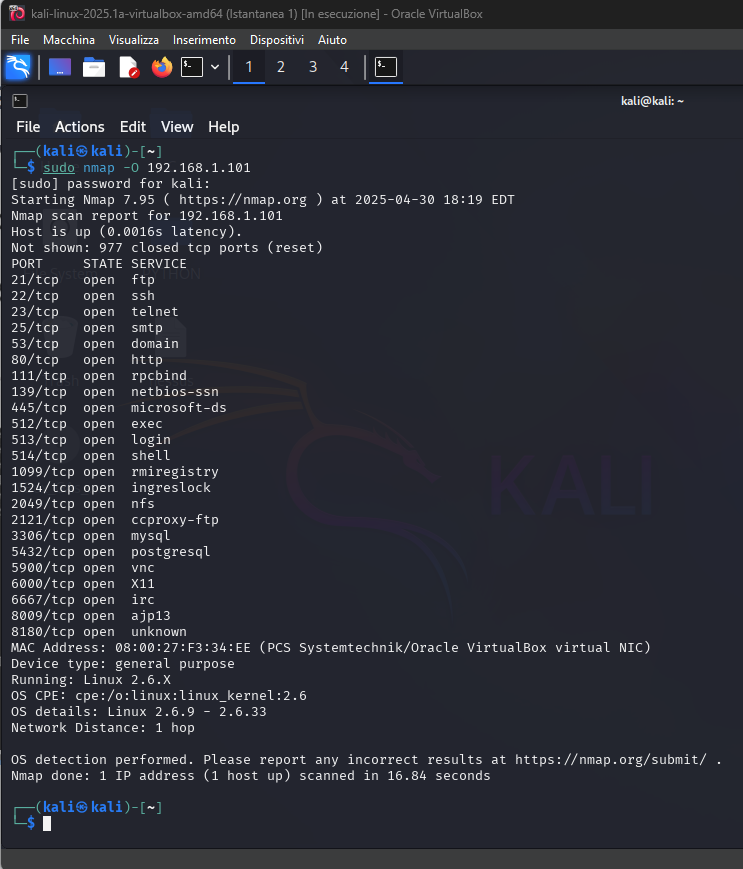 kali-linux-2025.1a-virtualbox-amd64 (Istantanea 1) [In esecuzione] - Oracle VirtualBox
File Macchina Visualizza Inserimento Dispositivi Aiuto
1 2 3 4
kali@kali: ~
File Actions Edit View Help
┌──(kali㉿kali)-[~]
└─$ sudo nmap -O 192.168.1.101
[sudo] password for kali:
Starting Nmap 7.95 ( https://nmap.org ) at 2025-04-30 18:19 EDT
Nmap scan report for 192.168.1.101
Host is up (0.0016s latency).
Not shown: 977 closed tcp ports (reset)
PORT     STATE SERVICE
21/tcp   open  ftp
22/tcp   open  ssh
23/tcp   open  telnet
25/tcp   open  smtp
53/tcp   open  domain
80/tcp   open  http
111/tcp  open  rpcbind
139/tcp  open  netbios-ssn
445/tcp  open  microsoft-ds
512/tcp  open  exec
513/tcp  open  login
514/tcp  open  shell
1099/tcp open  rmiregistry
1524/tcp open  ingreslock
2049/tcp open  nfs
2121/tcp open  ccproxy-ftp
3306/tcp open  mysql
5432/tcp open  postgresql
5900/tcp open  vnc
6000/tcp open  X11
6667/tcp open  irc
8009/tcp open  ajp13
8180/tcp open  unknown
KALI
MAC Address: 08:00:27:F3:34:EE (PCS Systemtechnik/Oracle VirtualBox virtual NIC)
Device type: general purpose
Running: Linux 2.6.X
OS CPE: cpe:/o:linux:linux_kernel:2.6
OS details: Linux 2.6.9 - 2.6.33
Network Distance: 1 hop
OS detection performed. Please report any incorrect results at https://nmap.org/submit/ .
Nmap done: 1 IP address (1 host up) scanned in 16.84 seconds
┌──(kali㉿kali)-[~]
└─$